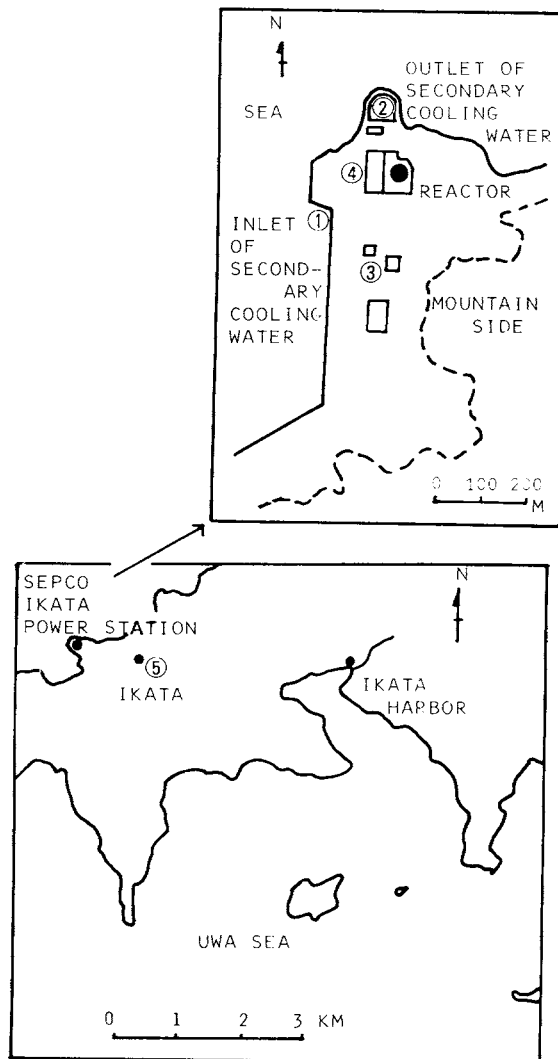 N
SEA
②
OUTLET OF
SECONDARY
COOLING
WATER
④
REACTOR
①
INLET
OF
SECOND-
ARY
COOLING
WATER
③
MOUNTAIN
SIDE
0 100 200
M
SEPCO
IKATA
POWER STATION
N
⑤
IKATA
IKATA
HARBOR
UWA SEA
0 1 2 3 KM